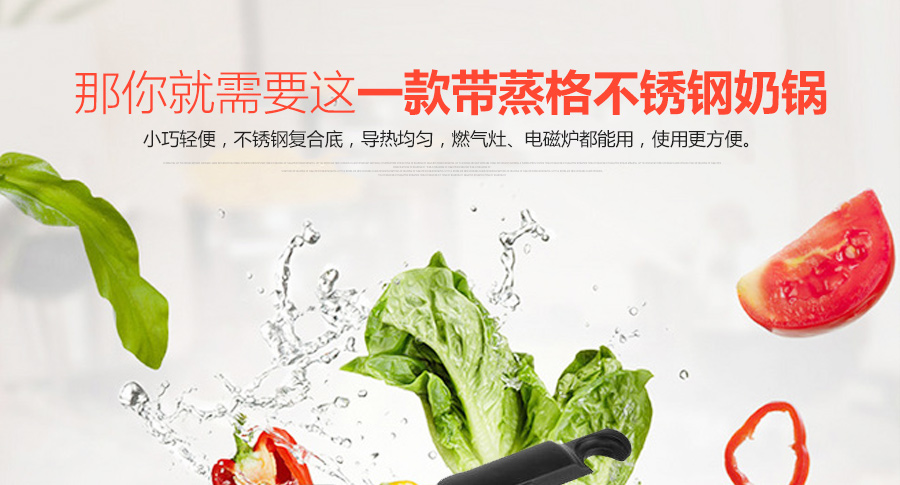 那你就需要这一款带蒸格不锈钢奶锅
小巧轻便，不锈钢复合底，导热均匀，燃气灶、电磁炉都能用，使用更方便。